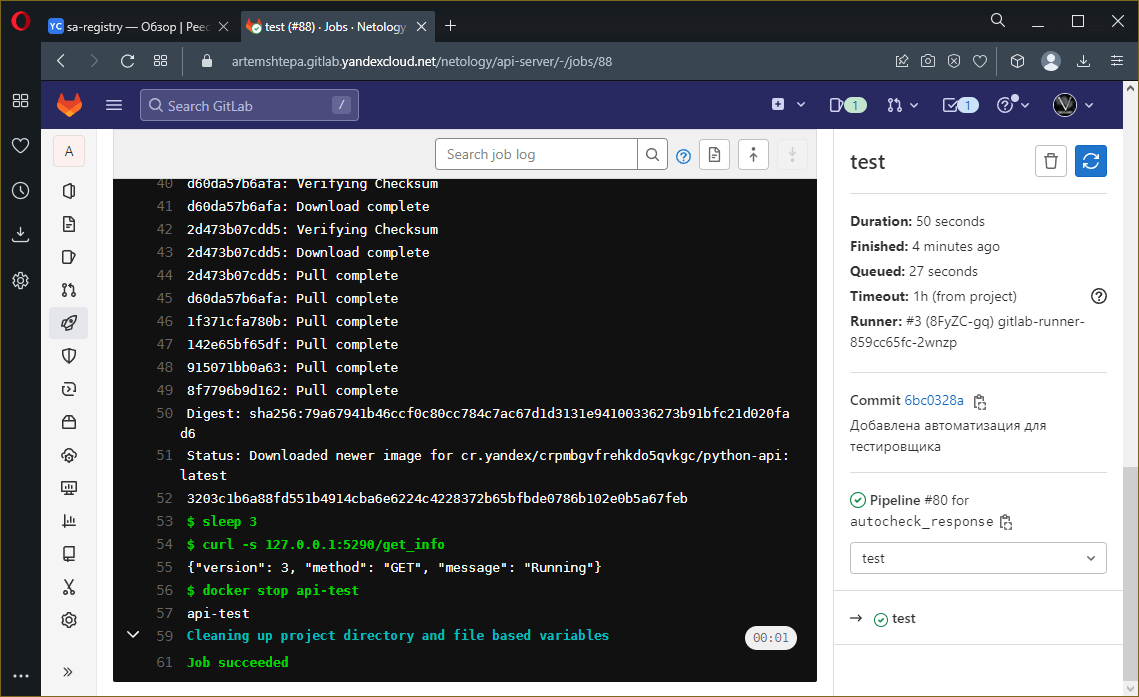 YC sa-registry — Обзор | Реес
test (#88) · Jobs · Netology
artemshtepa.gitlab.yandexcloud.net/netology/api-server/-/jobs/88
Search GitLab /
1
1
A
Search job log
40 d60da57b6afa: Verifying Checksum
41 d60da57b6afa: Download complete
42 2d473b07cdd5: Verifying Checksum
43 2d473b07cdd5: Download complete
44 2d473b07cdd5: Pull complete
45 d60da57b6afa: Pull complete
46 1f371cfa780b: Pull complete
47 142e65bf65df: Pull complete
48 915071bb0a63: Pull complete
49 8f7796b9d162: Pull complete
50 Digest: sha256:79a67941b46ccf0c80cc784c7ac67d1d3131e94100336273b91bfc21d020fa
d6
51 Status: Downloaded newer image for cr.yandex/crpmbgvfrehkdo5qvkgc/python-api:
latest
52 3203c1b6a88fd551b4914cba6e6224c4228372b65bfbde0786b102e0b5a67feb
53 $ sleep 3
54 $ curl -s 127.0.0.1:5290/get_info
55 {"version": 3, "method": "GET", "message": "Running"}
56 $ docker stop api-test
57 api-test
59 Cleaning up project directory and file based variables 00:01
61 Job succeeded
test
Duration: 50 seconds
Finished: 4 minutes ago
Queued: 27 seconds
Timeout: 1h (from project)
Runner: #3 (8FyZC-gq) gitlab-runner-
859cc65fc-2wnzp
Commit 6bc0328a
Добавлена автоматизация для
тестировщика
Pipeline #80 for
autocheck_response
test
→ test